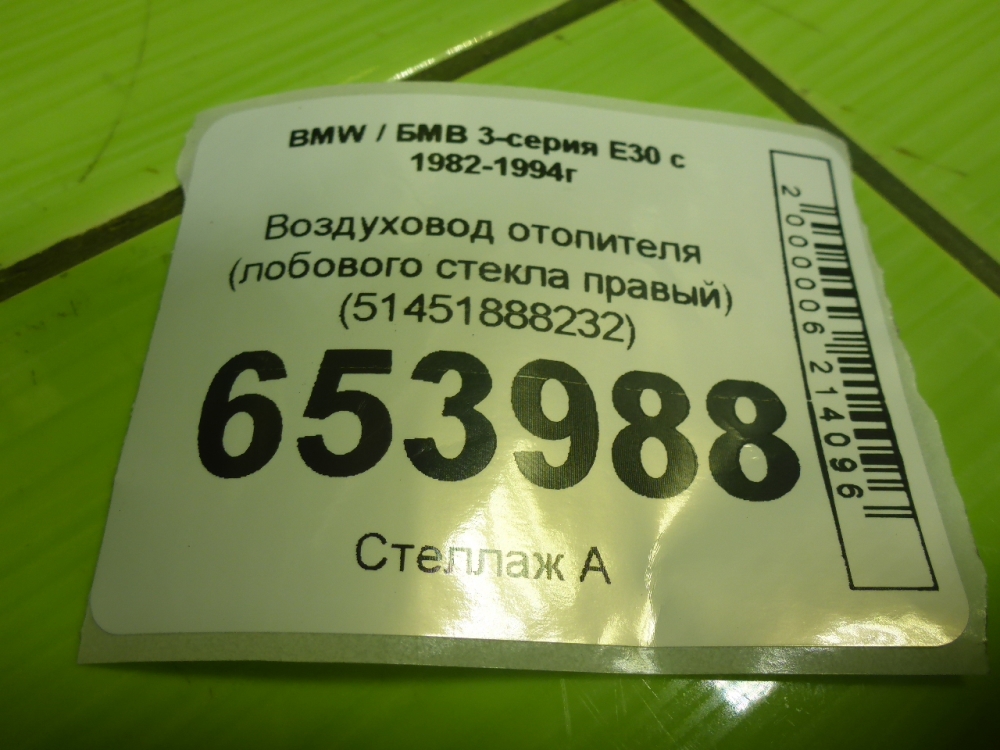 BMW / БМВ 3-серия E30 с
1982-1994г
Воздуховод отопителя
(лобового стекла правый)
(51451888232)
653988
Стеллаж А
2000006214096